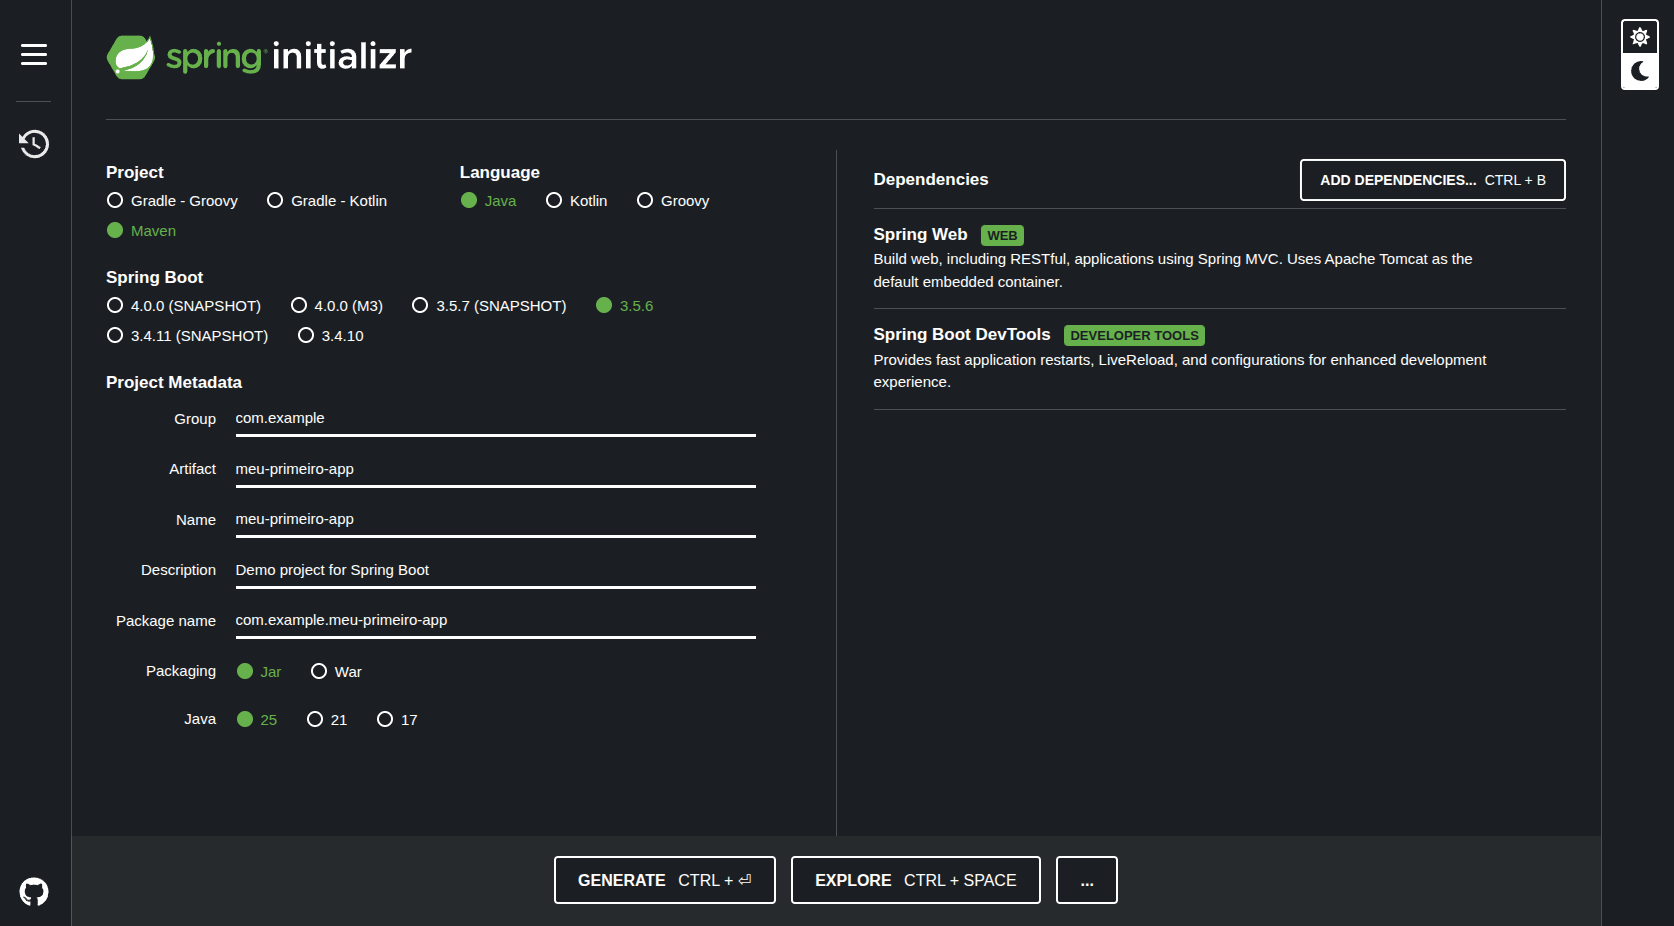 spring initializr
Project
Gradle - Groovy Gradle - Kotlin
Maven
Language
Java Kotlin Groovy
Spring Boot
4.0.0 (SNAPSHOT) 4.0.0 (M3) 3.5.7 (SNAPSHOT) 3.5.6
3.4.11 (SNAPSHOT) 3.4.10
Project Metadata
Group com.example
Artifact meu-primeiro-app
Name meu-primeiro-app
Description Demo project for Spring Boot
Package name com.example.meu-primeiro-app
Packaging Jar War
Java 25 21 17
Dependencies ADD DEPENDENCIES... CTRL + B
Spring Web WEB
Build web, including RESTful, applications using Spring MVC. Uses Apache Tomcat as the
default embedded container.
Spring Boot DevTools DEVELOPER TOOLS
Provides fast application restarts, LiveReload, and configurations for enhanced development
experience.
GENERATE CTRL + ⏎ EXPLORE CTRL + SPACE ...